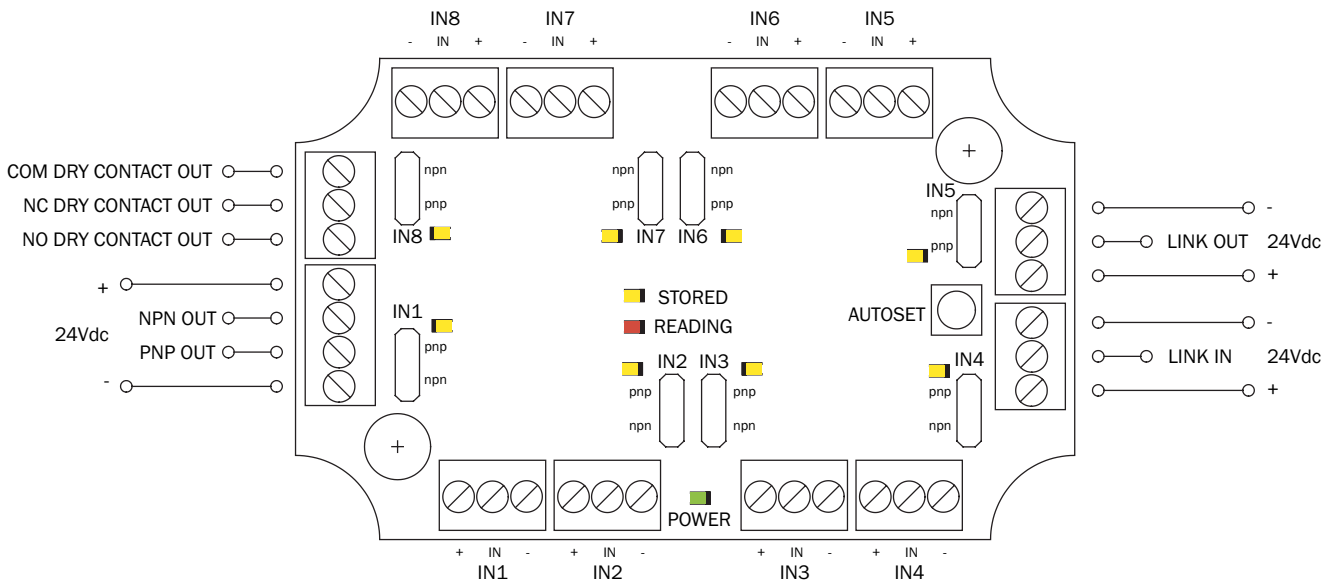 IN8 IN7 IN6 IN5
- IN + - IN + - IN + - IN +
COM DRY CONTACT OUT
NC DRY CONTACT OUT
NO DRY CONTACT OUT
+
24Vdc
NPN OUT
PNP OUT
-
npn
pnp
IN8
npn
pnp
IN7
npn
pnp
IN6
IN5
npn
pnp
STORED
READING
AUTOSET
IN1
pnp
npn
IN2
pnp
npn
IN3
pnp
npn
IN4
pnp
npn
-
LINK OUT 24Vdc
+
-
LINK IN 24Vdc
+
POWER
+ IN - + IN - + IN - + IN -
IN1 IN2 IN3 IN4